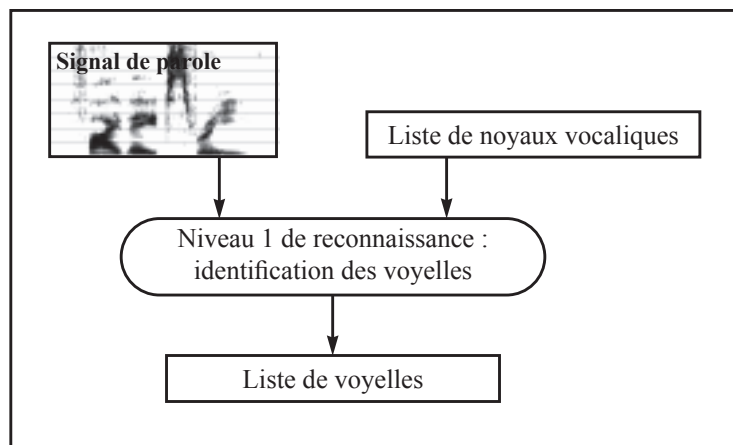 Signal de parole
Liste de noyaux vocaliques
Niveau 1 de reconnaissance :
identification des voyelles
Liste de voyelles